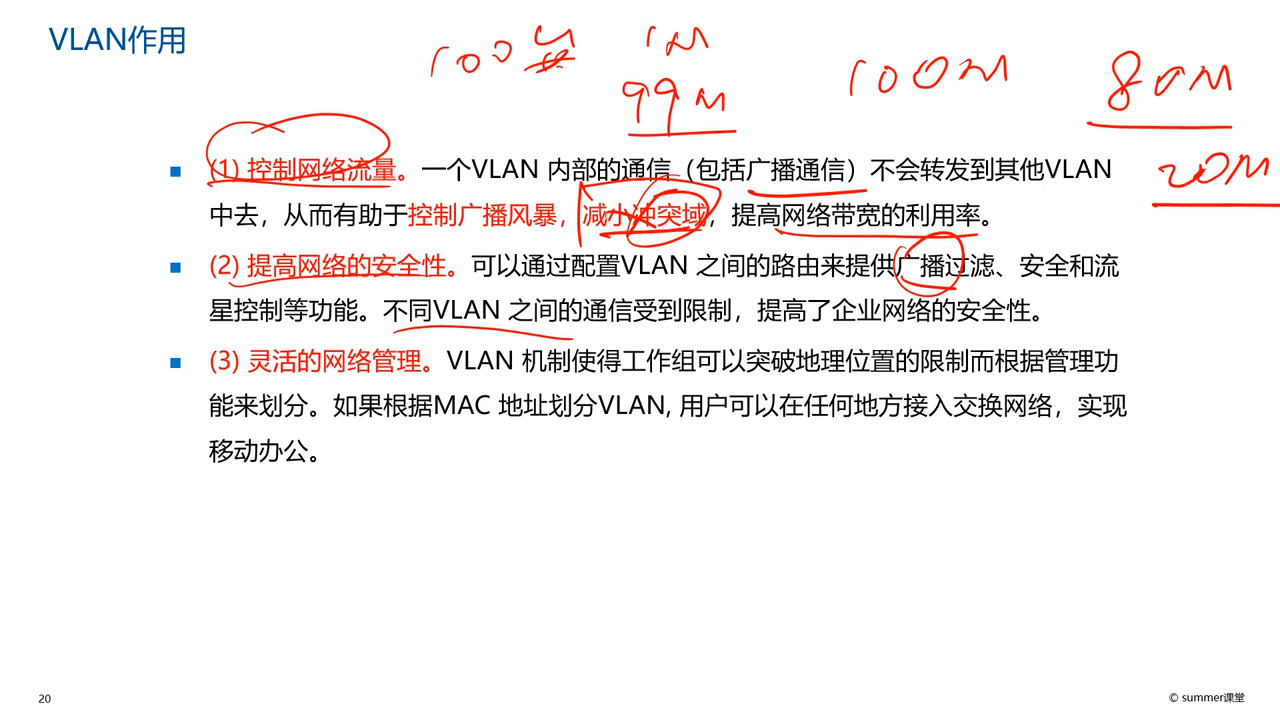 VLAN作用
100兆
1M
99M
100M
80M
20M
(1) 控制网络流量。一个VLAN 内部的通信（包括广播通信）不会转发到其他VLAN
中去，从而有助于控制广播风暴，减小冲突域，提高网络带宽的利用率。
(2) 提高网络的安全性。可以通过配置VLAN 之间的路由来提供广播过滤、安全和流
星控制等功能。不同VLAN 之间的通信受到限制，提高了企业网络的安全性。
(3) 灵活的网络管理。VLAN 机制使得工作组可以突破地理位置的限制而根据管理功
能来划分。如果根据MAC 地址划分VLAN, 用户可以在任何地方接入交换网络，实现
移动办公。
20
© summer课堂